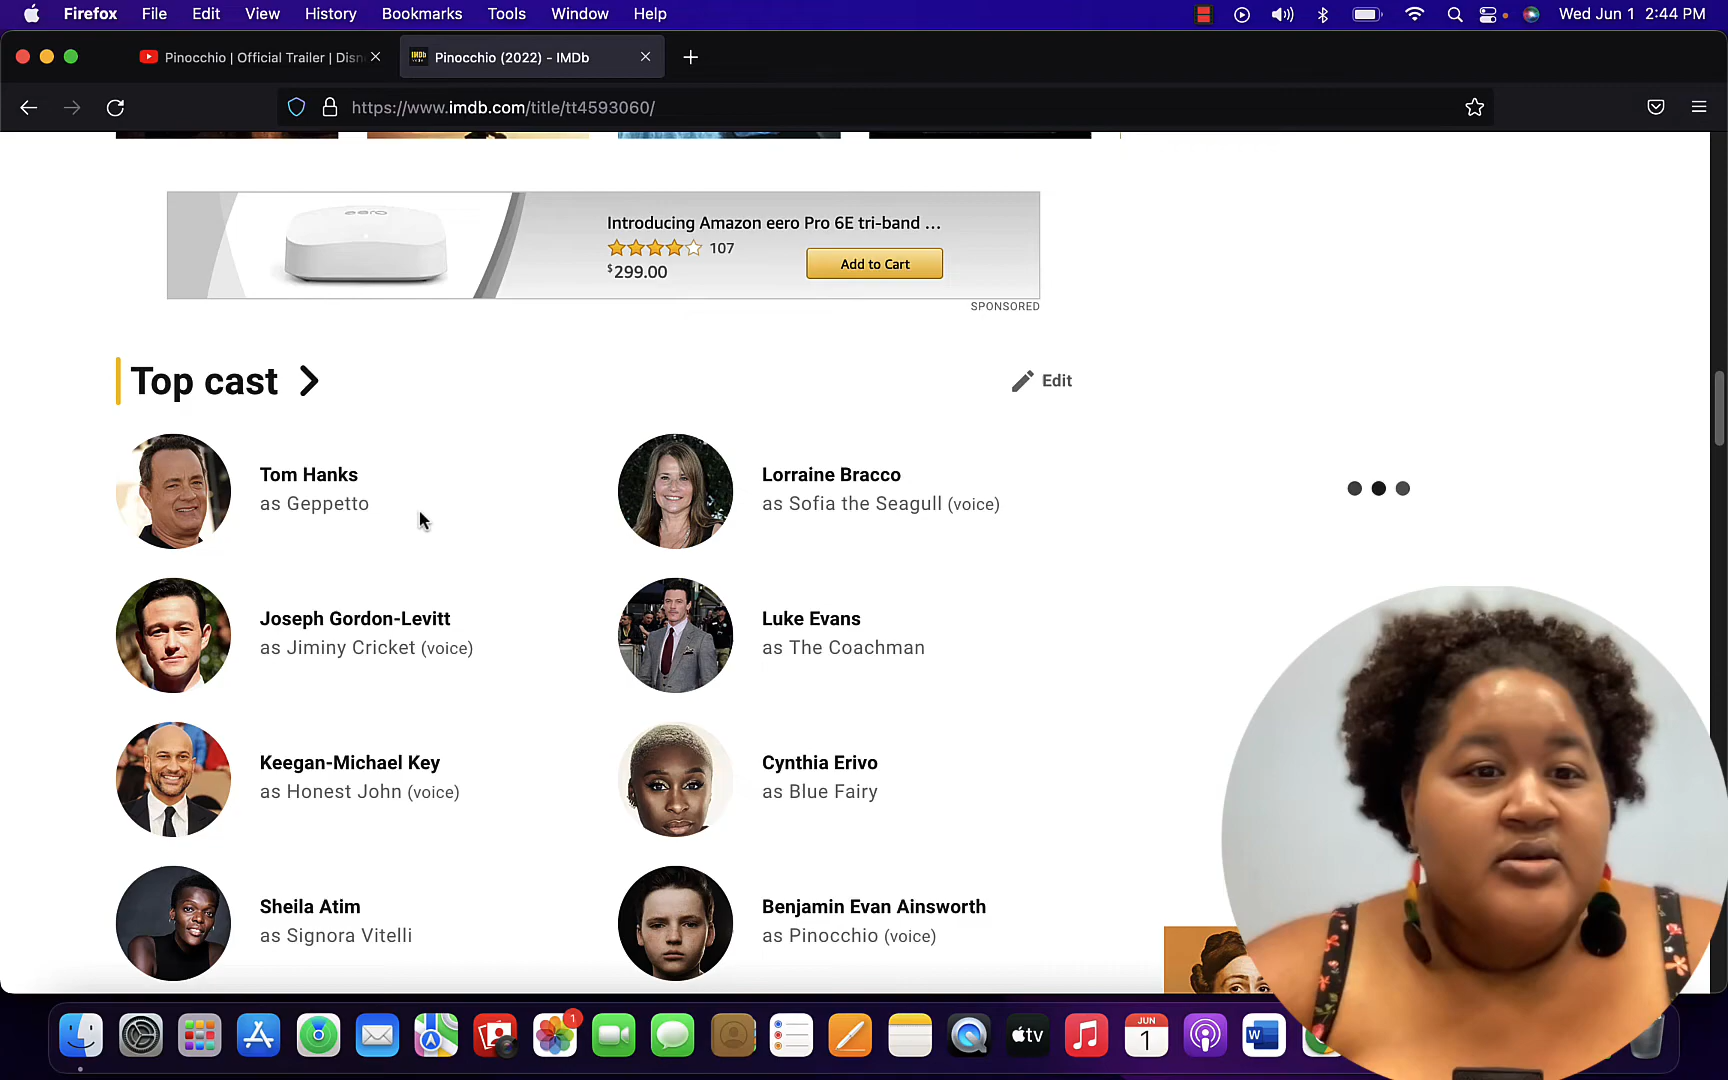 Firefox File Edit View History Bookmarks Tools Window Help Wed Jun 1 2:44 PM
Pinocchio | Official Trailer | Disn
IMDb Pinocchio (2022) - IMDb
https://www.imdb.com/title/tt4593060/
eero
Introducing Amazon eero Pro 6E tri-band ...
107
$299.00
Add to Cart
SPONSORED
Top cast
Edit
Tom Hanks
as Geppetto
Lorraine Bracco
as Sofia the Seagull (voice)
Joseph Gordon-Levitt
as Jiminy Cricket (voice)
Luke Evans
as The Coachman
Keegan-Michael Key
as Honest John (voice)
Cynthia Erivo
as Blue Fairy
Sheila Atim
as Signora Vitelli
Benjamin Evan Ainsworth
as Pinocchio (voice)
1
tv
JUN
1
W